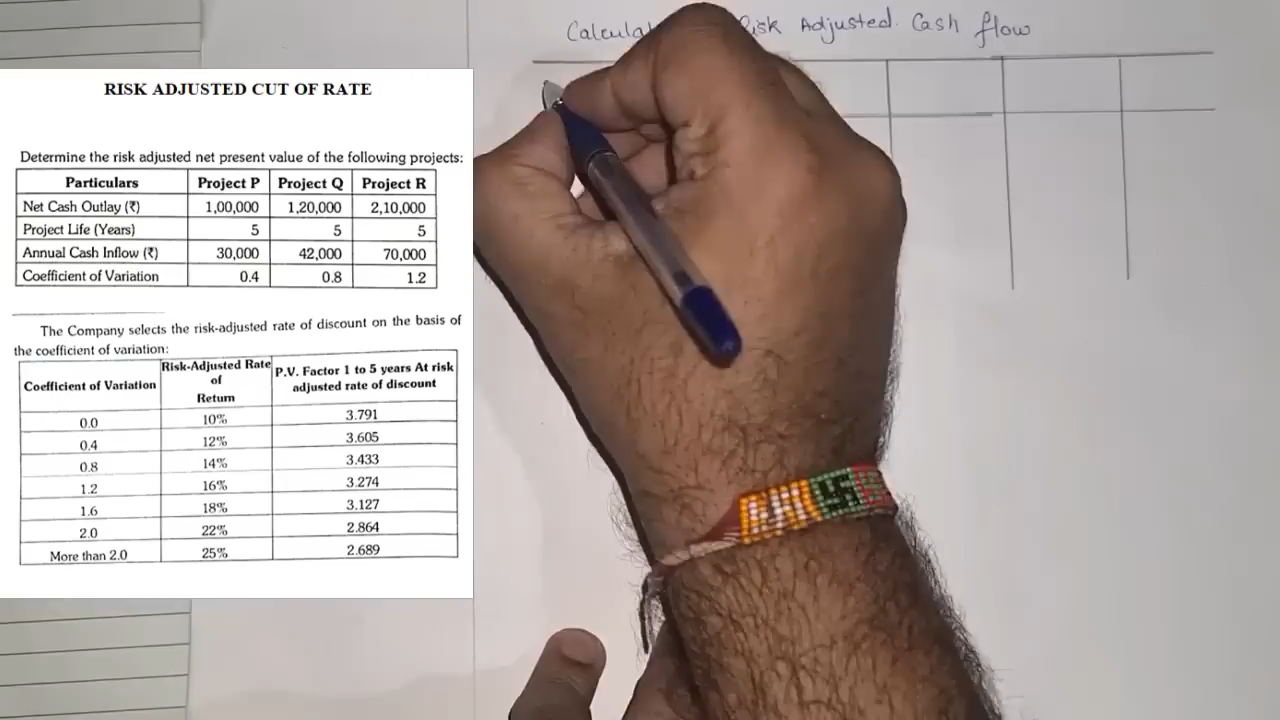 Risk Adjusted Cash flow
RISK ADJUSTED CUT OF RATE
Determine the risk adjusted net present value of the following projects:
Particulars Project P Project Q Project R
Net Cash Outlay (₹) 1,00,000 1,20,000 2,10,000
Project Life (Years) 5 5 5
Annual Cash Inflow (₹) 30,000 42,000 70,000
Coefficient of Variation 0.4 0.8 1.2
The Company selects the risk-adjusted rate of discount on the basis of
the coefficient of variation:
Coefficient of Variation Risk-Adjusted Rate of Return P.V. Factor 1 to 5 years At risk adjusted rate of discount
0.0 10% 3.791
0.4 12% 3.605
0.8 14% 3.433
1.2 16% 3.274
1.6 18% 3.127
2.0 22% 2.864
More than 2.0 25% 2.689